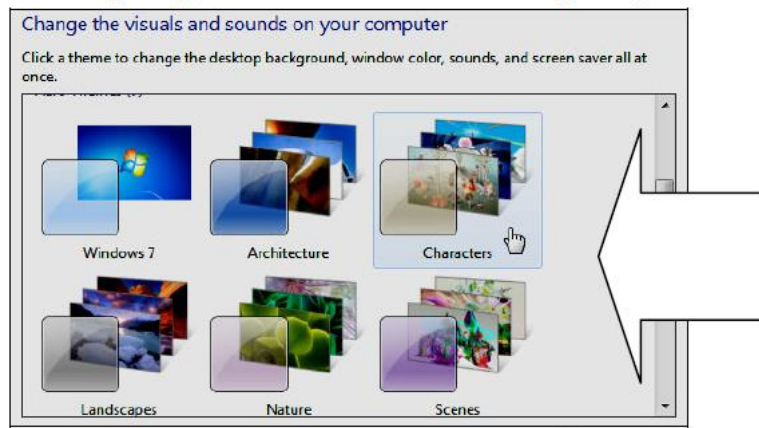 Change the visuals and sounds on your computer
Click a theme to change the desktop background, window color, sounds, and screen saver all at
once.
Windows 7
Architecture
Characters
Landscapes
Nature
Scenes